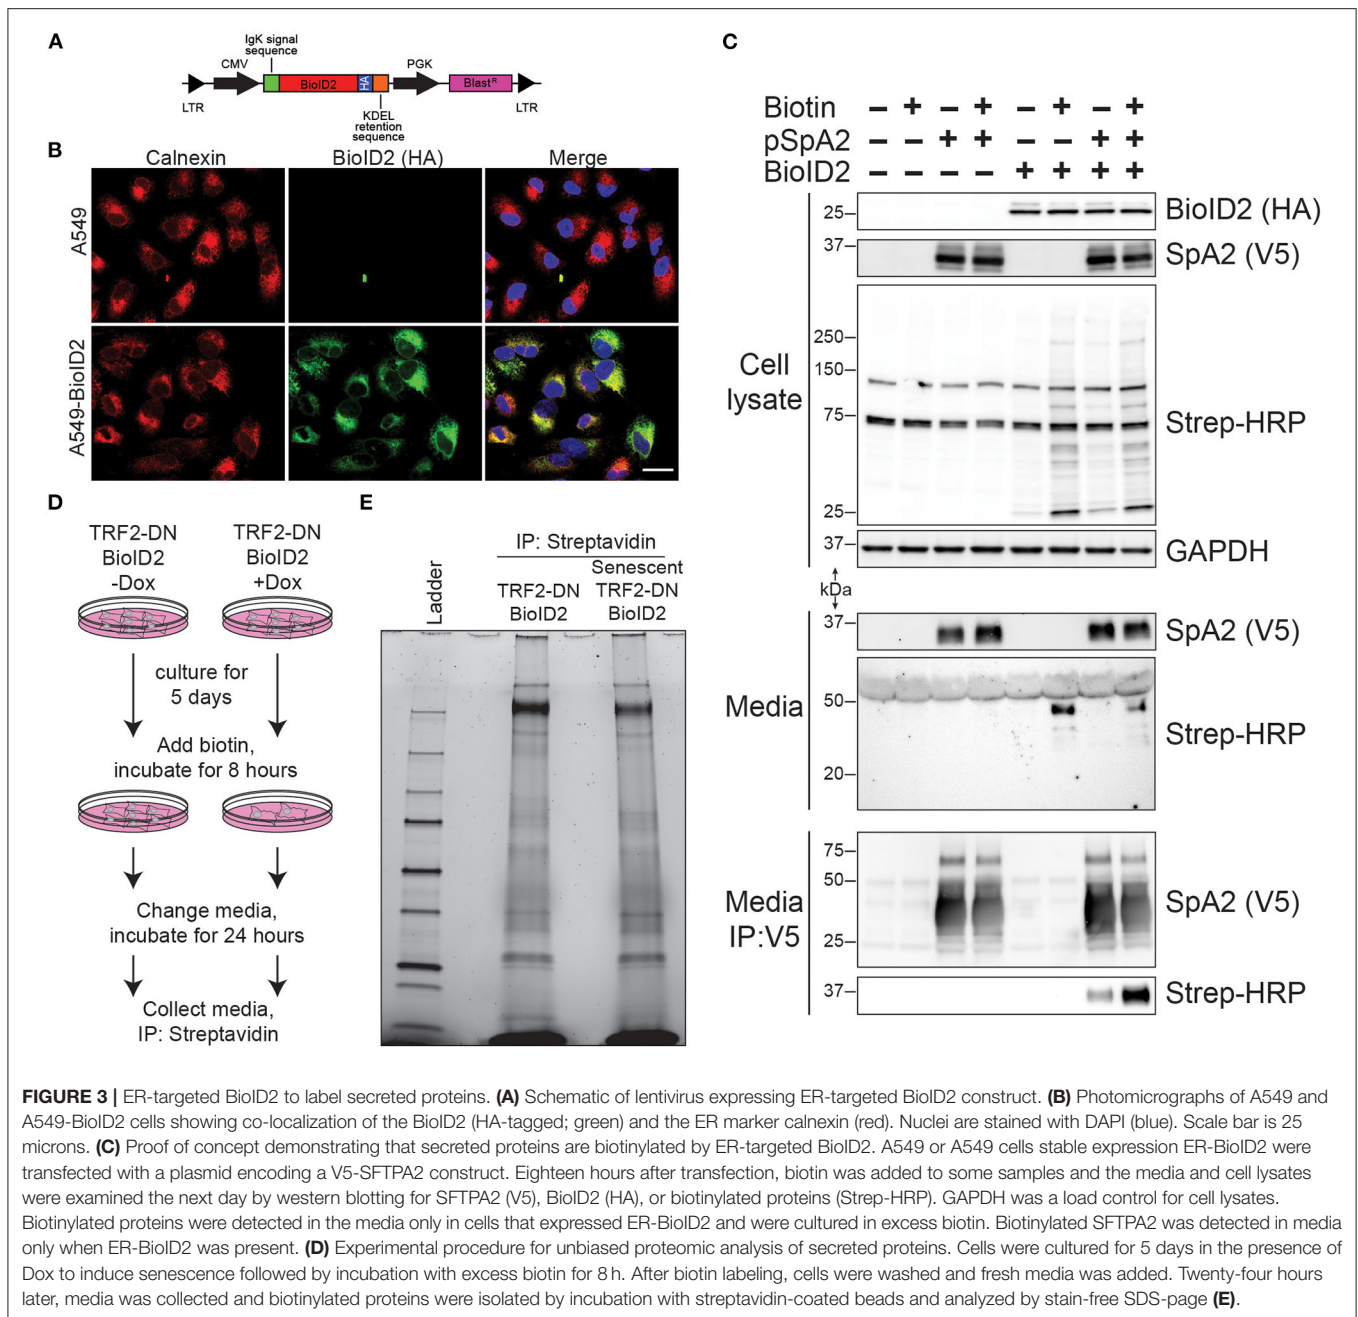 A
IgK signal
sequence
CMV
PGK
BioID2
HA
Blast^R
LTR
KDEL
retention
sequence
LTR
B
Calnexin
BioID2 (HA)
Merge
A549
A549-BioID2
C
Biotin – + – + – + – +
pSpA2 – – + + – – + +
BioID2 – – – – + + + +
Cell
lysate
25–
BioID2 (HA)
37–
SpA2 (V5)
250–
150–
75–
25–
Strep-HRP
37–
GAPDH
kDa
Media
37–
SpA2 (V5)
50–
20–
Strep-HRP
Media
IP:V5
75–
50–
25–
SpA2 (V5)
37–
Strep-HRP
D
TRF2-DN
BioID2
-Dox
TRF2-DN
BioID2
+Dox
culture for
5 days
Add biotin,
incubate for 8 hours
Change media,
incubate for 24 hours
Collect media,
IP: Streptavidin
E
IP: Streptavidin
Ladder
TRF2-DN
BioID2
Senescent
TRF2-DN
BioID2
FIGURE 3 | ER-targeted BioID2 to label secreted proteins. (A) Schematic of lentivirus expressing ER-targeted BioID2 construct. (B) Photomicrographs of A549 and
A549-BioID2 cells showing co-localization of the BioID2 (HA-tagged; green) and the ER marker calnexin (red). Nuclei are stained with DAPI (blue). Scale bar is 25
microns. (C) Proof of concept demonstrating that secreted proteins are biotinylated by ER-targeted BioID2. A549 or A549 cells stable expression ER-BioID2 were
transfected with a plasmid encoding a V5-SFTPA2 construct. Eighteen hours after transfection, biotin was added to some samples and the media and cell lysates
were examined the next day by western blotting for SFTPA2 (V5), BioID2 (HA), or biotinylated proteins (Strep-HRP). GAPDH was a load control for cell lysates.
Biotinylated proteins were detected in the media only in cells that expressed ER-BioID2 and were cultured in excess biotin. Biotinylated SFTPA2 was detected in media
only when ER-BioID2 was present. (D) Experimental procedure for unbiased proteomic analysis of secreted proteins. Cells were cultured for 5 days in the presence of
Dox to induce senescence followed by incubation with excess biotin for 8 h. After biotin labeling, cells were washed and fresh media was added. Twenty-four hours
later, media was collected and biotinylated proteins were isolated by incubation with streptavidin-coated beads and analyzed by stain-free SDS-page (E).